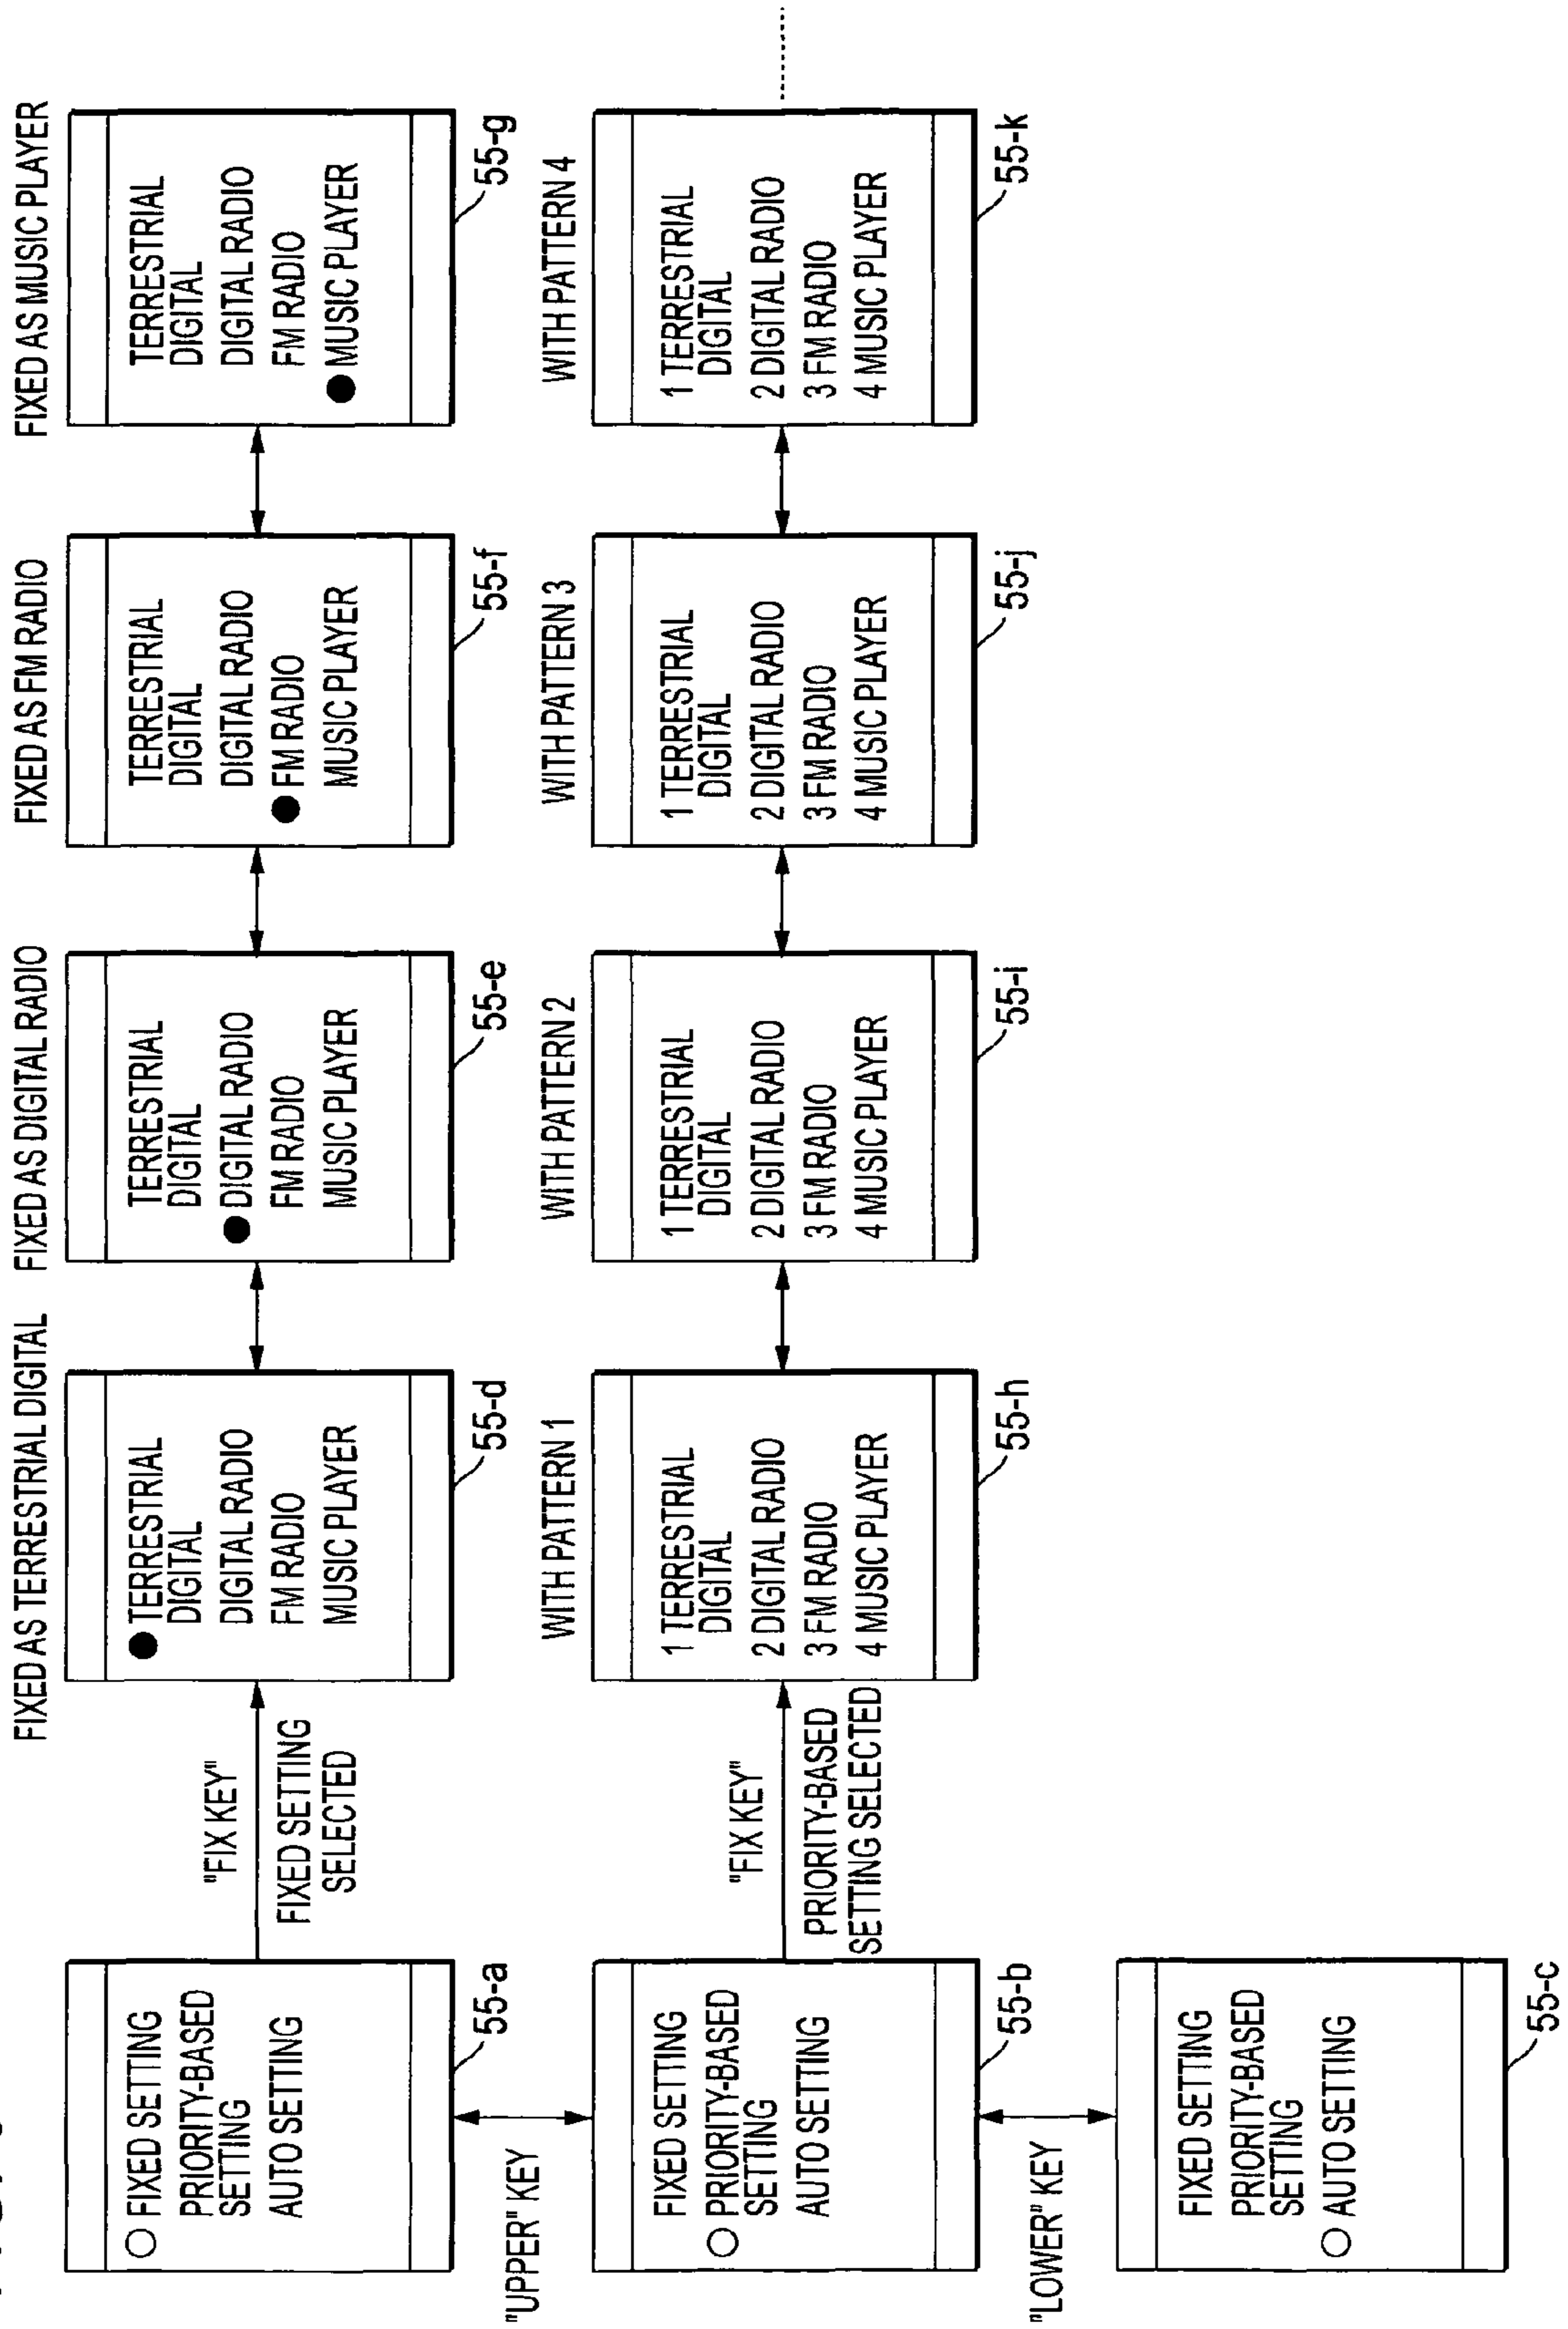 FIXED AS TERRESTRIAL DIGITAL
FIXED AS DIGITAL RADIO
FIXED AS FM RADIO
FIXED AS MUSIC PLAYER
FIXED SETTING
PRIORITY-BASED
SETTING
AUTO SETTING
55-a
"FIX KEY"
FIXED SETTING
SELECTED
TERRESTRIAL
DIGITAL
DIGITAL RADIO
FM RADIO
MUSIC PLAYER
55-d
TERRESTRIAL
DIGITAL
DIGITAL RADIO
FM RADIO
MUSIC PLAYER
55-e
TERRESTRIAL
DIGITAL
DIGITAL RADIO
FM RADIO
MUSIC PLAYER
55-f
TERRESTRIAL
DIGITAL
DIGITAL RADIO
FM RADIO
MUSIC PLAYER
55-g
"UPPER" KEY
WITH PATTERN 1
WITH PATTERN 2
WITH PATTERN 3
WITH PATTERN 4
FIXED SETTING
PRIORITY-BASED
SETTING
AUTO SETTING
55-b
"FIX KEY"
PRIORITY-BASED
SETTING SELECTED
1 TERRESTRIAL
DIGITAL
2 DIGITAL RADIO
3 FM RADIO
4 MUSIC PLAYER
55-h
1 TERRESTRIAL
DIGITAL
2 DIGITAL RADIO
3 FM RADIO
4 MUSIC PLAYER
55-i
1 TERRESTRIAL
DIGITAL
2 DIGITAL RADIO
3 FM RADIO
4 MUSIC PLAYER
55-j
1 TERRESTRIAL
DIGITAL
2 DIGITAL RADIO
3 FM RADIO
4 MUSIC PLAYER
55-k
"LOWER" KEY
FIXED SETTING
PRIORITY-BASED
SETTING
AUTO SETTING
55-c